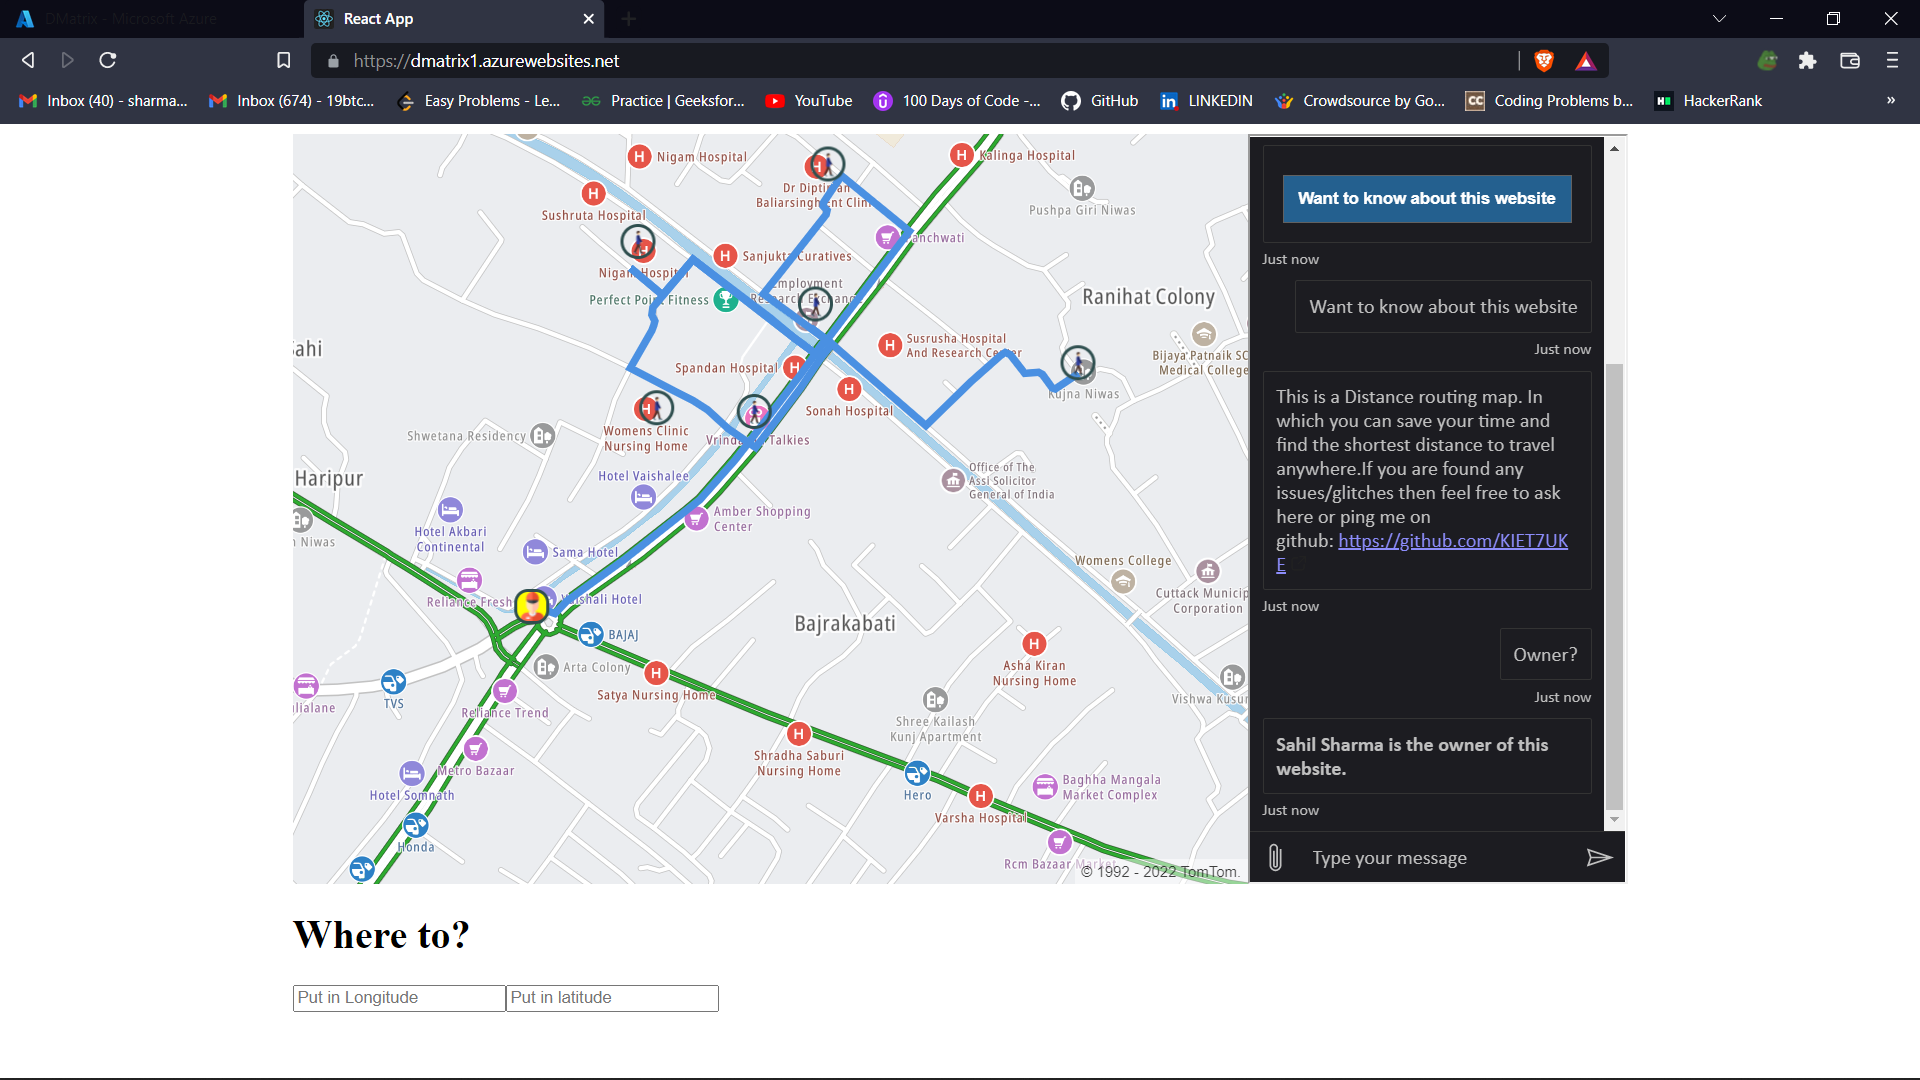 DMatrix - Microsoft Azure
React App
https://dmatrix1.azurewebsites.net
Inbox (40) - sharma...
Inbox (674) - 19btc...
Easy Problems - Le...
Practice | Geeksfor...
YouTube
100 Days of Code -...
GitHub
LINKEDIN
Crowdsource by Go...
Coding Problems b...
HackerRank
»
Nigam Hospital
Kalinga Hospital
Dr Diptiman
Baliarsingh ent Clini
Sushruta Hospital
Pushpa Giri Niwas
Panchwati
Sanjukta Curatives
Nigam Hospital
Employment
Research Exchange
Perfect Point Fitness
Ranihat Colony
Susrusha Hospital
And Research Center
Bijaya Patnaik SC
Medical College
Sahi
Spandan Hospital
Kujna Niwas
Sonah Hospital
Womens Clinic
Nursing Home
Talkies
Shwetana Residency
Hotel Vaishalee
Haripur
Office of The
Assl Solicitor
General of India
Amber Shopping
Center
Hotel Akbari
Continental
Niwas
Sama Hotel
Womens College
Reliance Fresh
Vaishali Hotel
Cuttack Municip
Corporation
Bajrakabati
BAJAJ
Arta Colony
Asha Kiran
Nursing Home
Satya Nursing Home
TVS
Vishwa Kusum
lialane
Reliance Trend
Shree Kailash
Kunj Apartment
Shradha Saburi
Nursing Home
Metro Bazaar
Hotel Somnath
Hero
Baghha Mangala
Market Complex
Varsha Hospital
Honda
Rcm Bazaar Market
© 1992 - 2022 TomTom.
Want to know about this website
Just now
Want to know about this website
Just now
This is a Distance routing map. In
which you can save your time and
find the shortest distance to travel
anywhere.If you are found any
issues/glitches then feel free to ask
here or ping me on
github: https://github.com/KIET7UK
E
Just now
Owner?
Just now
Sahil Sharma is the owner of this
website.
Just now
Type your message
Where to?
Put in Longitude
Put in latitude